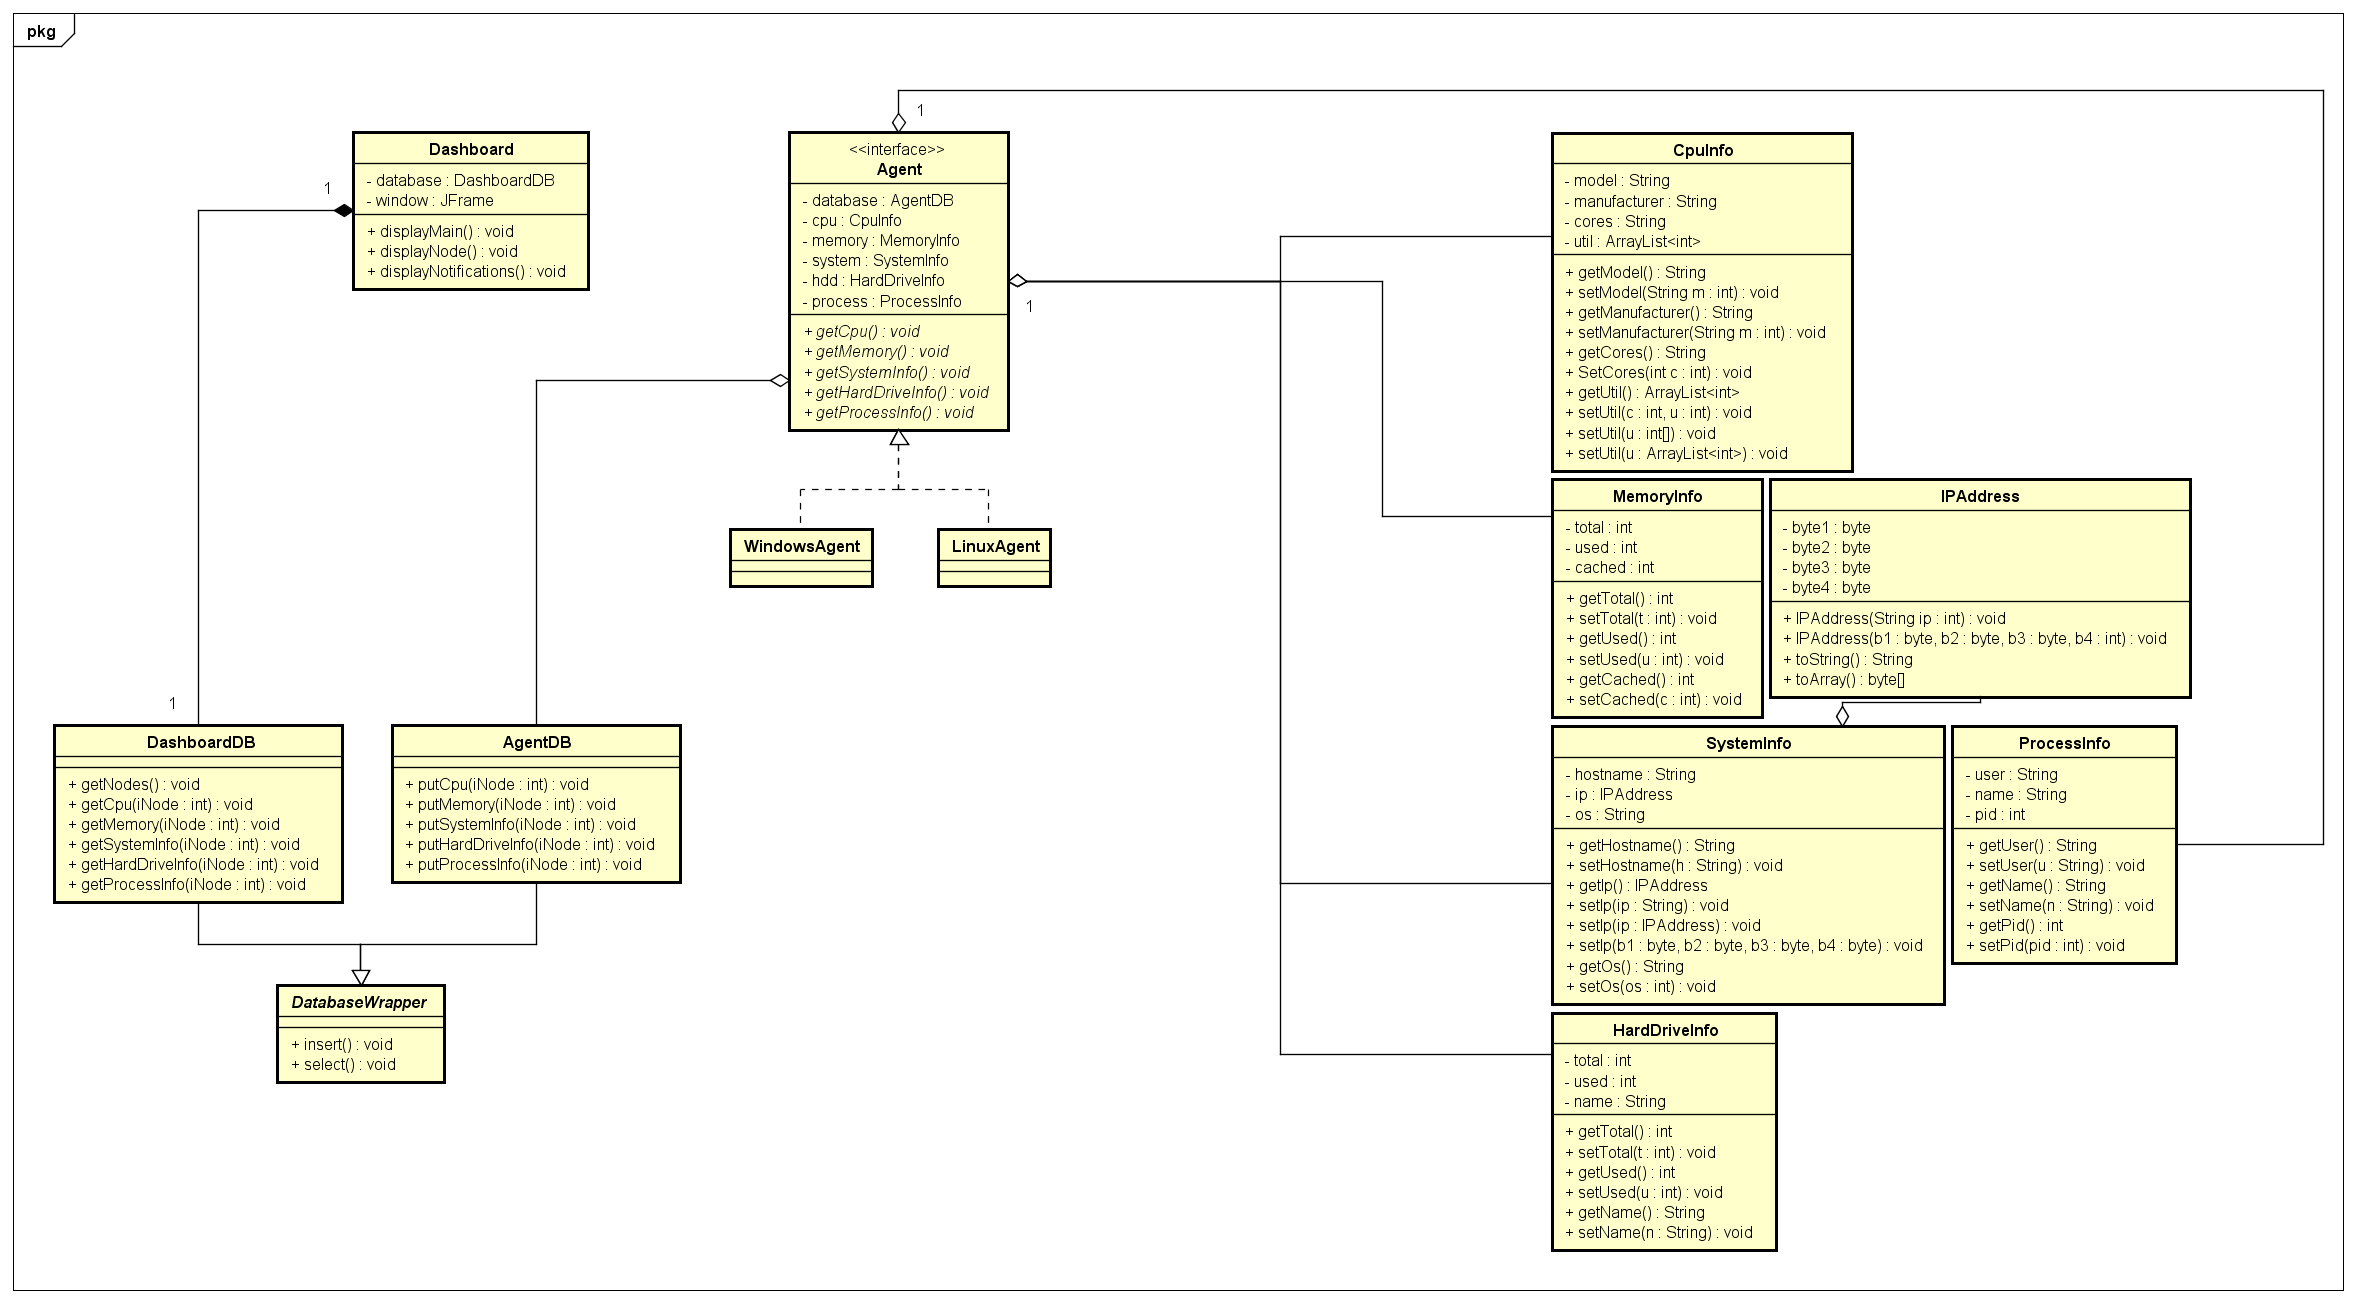 pkg
1
Dashboard
- database : DashboardDB
- window : JFrame
+ displayMain() : void
+ displayNode() : void
+ displayNotifications() : void
1
<<interface>>
Agent
- database : AgentDB
- cpu : CpuInfo
- memory : MemoryInfo
- system : SystemInfo
- hdd : HardDriveInfo
- process : ProcessInfo
+ getCpu() : void
+ getMemory() : void
+ getSystemInfo() : void
+ getHardDriveInfo() : void
+ getProcessInfo() : void
1
CpuInfo
- model : String
- manufacturer : String
- cores : String
- util : ArrayList<int>
+ getModel() : String
+ setModel(String m : int) : void
+ getManufacturer() : String
+ setManufacturer(String m : int) : void
+ getCores() : String
+ SetCores(int c : int) : void
+ getUtil() : ArrayList<int>
+ setUtil(c : int, u : int) : void
+ setUtil(u : int[]) : void
+ setUtil(u : ArrayList<int>) : void
WindowsAgent
LinuxAgent
MemoryInfo
- total : int
- used : int
- cached : int
+ getTotal() : int
+ setTotal(t : int) : void
+ getUsed() : int
+ setUsed(u : int) : void
+ getCached() : int
+ setCached(c : int) : void
IPAddress
- byte1 : byte
- byte2 : byte
- byte3 : byte
- byte4 : byte
+ IPAddress(String ip : int) : void
+ IPAddress(b1 : byte, b2 : byte, b3 : byte, b4 : int) : void
+ toString() : String
+ toArray() : byte[]
1
DashboardDB
+ getNodes() : void
+ getCpu(iNode : int) : void
+ getMemory(iNode : int) : void
+ getSystemInfo(iNode : int) : void
+ getHardDriveInfo(iNode : int) : void
+ getProcessInfo(iNode : int) : void
AgentDB
+ putCpu(iNode : int) : void
+ putMemory(iNode : int) : void
+ putSystemInfo(iNode : int) : void
+ putHardDriveInfo(iNode : int) : void
+ putProcessInfo(iNode : int) : void
SystemInfo
- hostname : String
- ip : IPAddress
- os : String
+ getHostname() : String
+ setHostname(h : String) : void
+ getIp() : IPAddress
+ setIp(ip : String) : void
+ setIp(ip : IPAddress) : void
+ setIp(b1 : byte, b2 : byte, b3 : byte, b4 : byte) : void
+ getOs() : String
+ setOs(os : int) : void
ProcessInfo
- user : String
- name : String
- pid : int
+ getUser() : String
+ setUser(u : String) : void
+ getName() : String
+ setName(n : String) : void
+ getPid() : int
+ setPid(pid : int) : void
DatabaseWrapper
+ insert() : void
+ select() : void
HardDriveInfo
- total : int
- used : int
- name : String
+ getTotal() : int
+ setTotal(t : int) : void
+ getUsed() : int
+ setUsed(u : int) : void
+ getName() : String
+ setName(n : String) : void